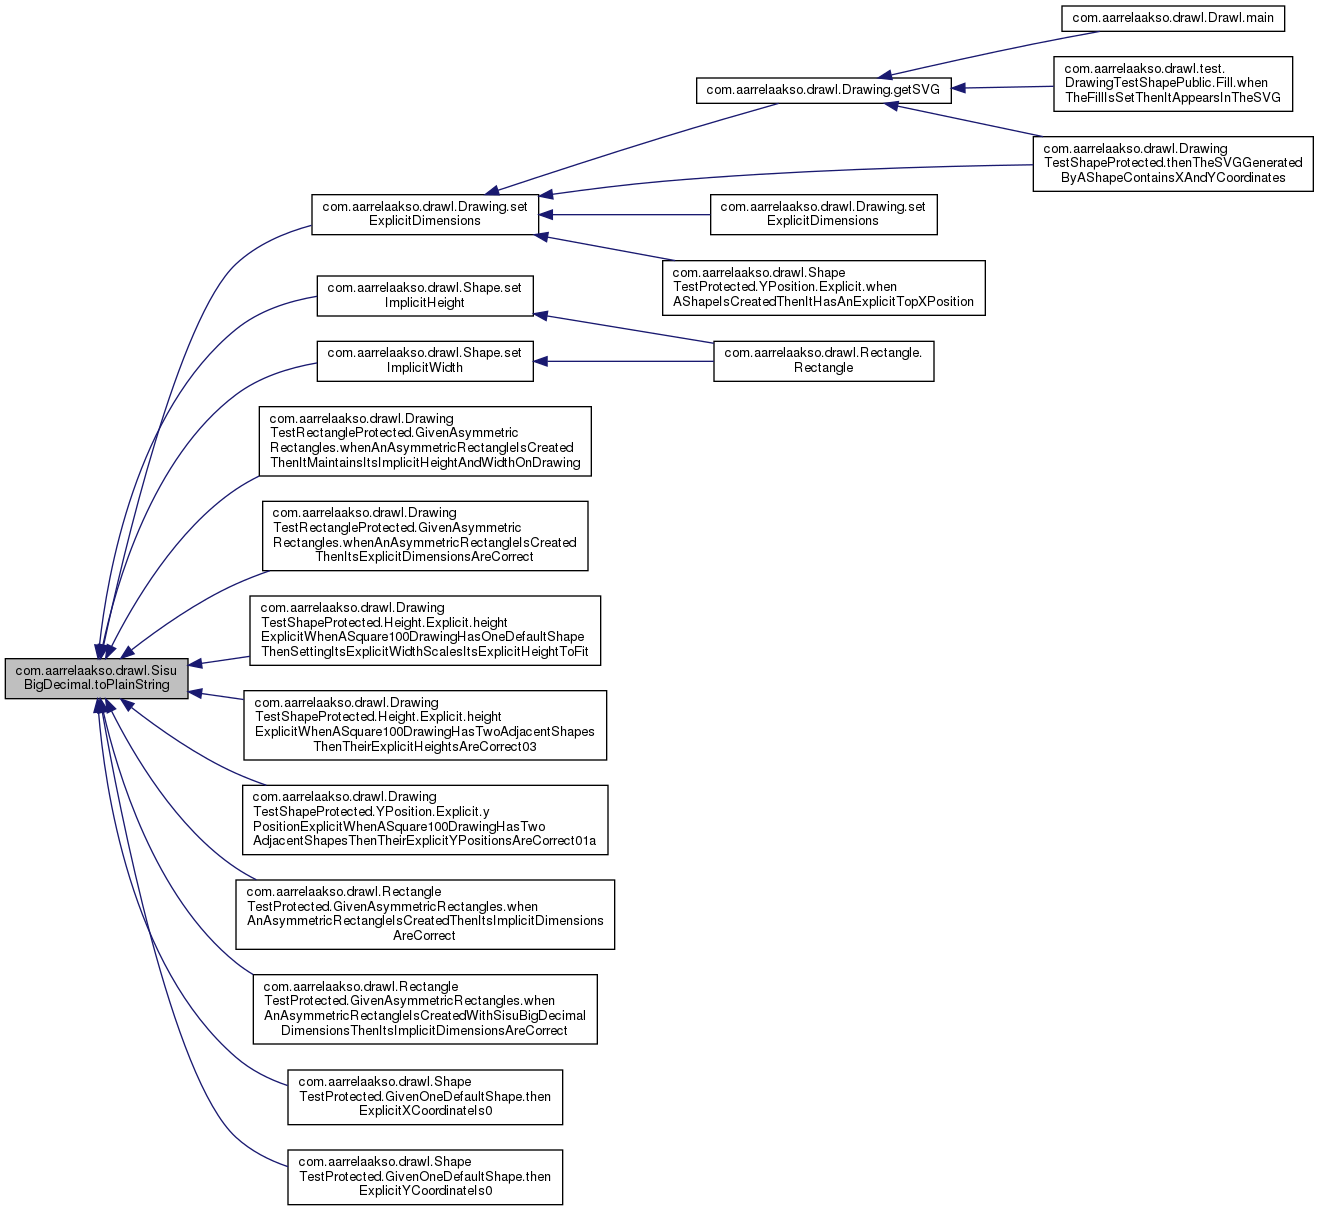 com.aarrelaakso.drawl.Drawl.main
com.aarrelaakso.drawl.test.
DrawingTestShapePublic.Fill.when
TheFillIsSetThenItAppearsInTheSVG
com.aarrelaakso.drawl.Drawing.getSVG
com.aarrelaakso.drawl.Drawing
TestShapeProtected.thenTheSVGGenerated
ByAShapeContainsXAndYCoordinates
com.aarrelaakso.drawl.Drawing.set
ExplicitDimensions
com.aarrelaakso.drawl.Drawing.set
ExplicitDimensions
com.aarrelaakso.drawl.Shape
TestProtected.YPosition.Explicit.when
AShapeIsCreatedThenItHasAnExplicitTopXPosition
com.aarrelaakso.drawl.Shape.set
ImplicitHeight
com.aarrelaakso.drawl.Shape.set
ImplicitWidth
com.aarrelaakso.drawl.Rectangle.
Rectangle
com.aarrelaakso.drawl.Drawing
TestRectangleProtected.GivenAsymmetric
Rectangles.whenAnAsymmetricRectangleIsCreated
ThenItMaintainsItsImplicitHeightAndWidthOnDrawing
com.aarrelaakso.drawl.Drawing
TestRectangleProtected.GivenAsymmetric
Rectangles.whenAnAsymmetricRectangleIsCreated
ThenItsExplicitDimensionsAreCorrect
com.aarrelaakso.drawl.Drawing
TestShapeProtected.Height.Explicit.height
ExplicitWhenASquare100DrawingHasOneDefaultShape
ThenSettingItsExplicitWidthScalesItsExplicitHeightToFit
com.aarrelaakso.drawl.Sisu
BigDecimal.toPlainString
com.aarrelaakso.drawl.Drawing
TestShapeProtected.Height.Explicit.height
ExplicitWhenASquare100DrawingHasTwoAdjacentShapes
ThenTheirExplicitHeightsAreCorrect03
com.aarrelaakso.drawl.Drawing
TestShapeProtected.YPosition.Explicit.y
PositionExplicitWhenASquare100DrawingHasTwo
AdjacentShapesThenTheirExplicitYPositionsAreCorrect01a
com.aarrelaakso.drawl.Rectangle
TestProtected.GivenAsymmetricRectangles.when
AnAsymmetricRectangleIsCreatedThenItsImplicitDimensions
AreCorrect
com.aarrelaakso.drawl.Rectangle
TestProtected.GivenAsymmetricRectangles.when
AnAsymmetricRectangleIsCreatedWithSisuBigDecimal
DimensionsThenItsImplicitDimensionsAreCorrect
com.aarrelaakso.drawl.Shape
TestProtected.GivenOneDefaultShape.then
ExplicitXCoordinateIs0
com.aarrelaakso.drawl.Shape
TestProtected.GivenOneDefaultShape.then
ExplicitYCoordinateIs0